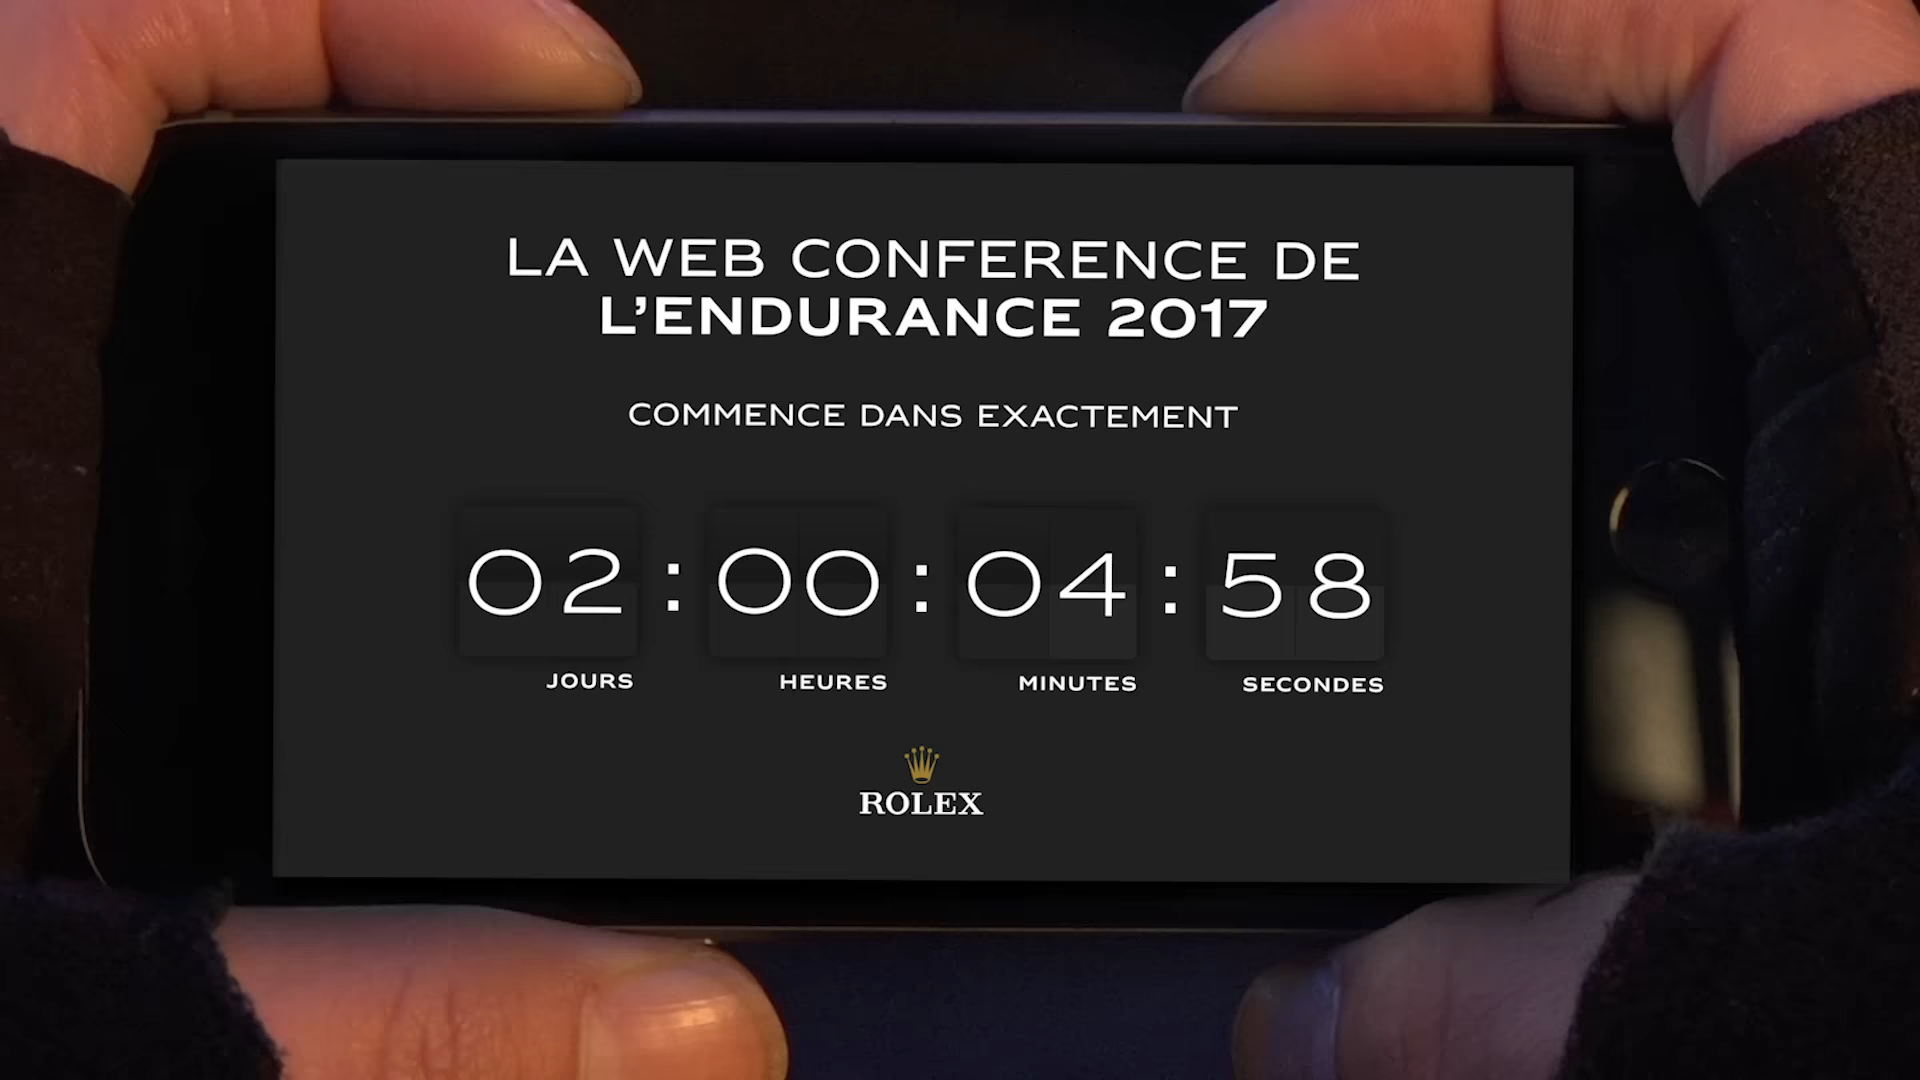 LA WEB CONFERENCE DE
L'ENDURANCE 2017
COMMENCE DANS EXACTEMENT
02 : 00 : 04 : 58
JOURS HEURES MINUTES SECONDES
ROLEX